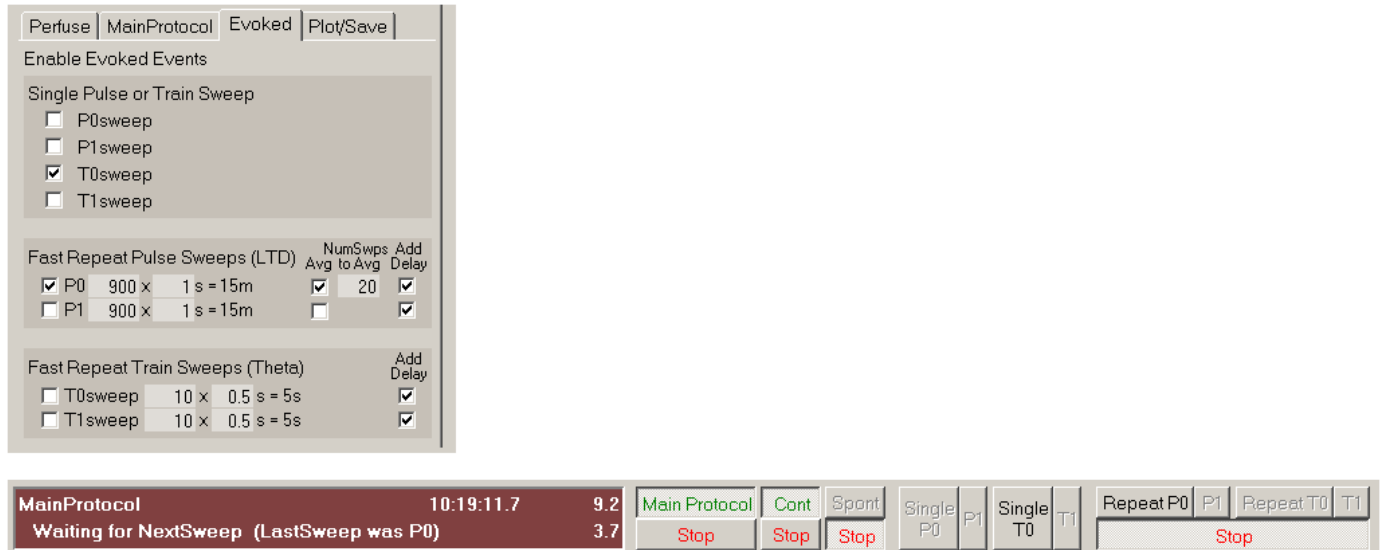 Perfuse MainProtocol Evoked Plot/Save
Enable Evoked Events
Single Pulse or Train Sweep
P0sweep
P1sweep
T0sweep
T1sweep
Fast Repeat Pulse Sweeps (LTD) Avg NumSwps to Avg Add Delay
P0 900 x 1 s = 15m 20
P1 900 x 1 s = 15m
Fast Repeat Train Sweeps (Theta) Add Delay
T0sweep 10 x 0.5 s = 5s
T1sweep 10 x 0.5 s = 5s
MainProtocol 10:19:11.7 9.2
Waiting for NextSweep (LastSweep was P0) 3.7
Main Protocol Cont Spont
Stop Stop Stop
Single P0 P1 Single T0 T1
Repeat P0 P1 Repeat T0 T1
Stop